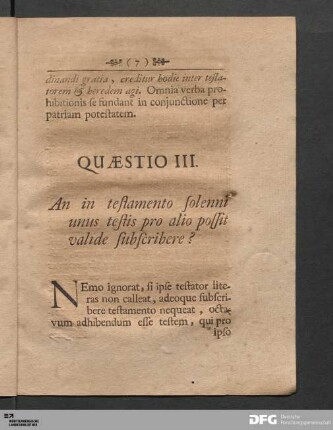 ( 7 )
dinandi gratia, creditur hodie inter testa-
torem & heredem agi. Omnia verba pro-
hibitionis se fundant in conjunctione per
patriam potestatem.
QUÆSTIO III.
An in testamento solenni
unus testis pro alio possit
valide subscribere?
NEmo ignorat, si ipse testator lite-
ras non calleat, adeoque subscri-
bere testamento nequeat, octa-
vum adhibendum esse testem, qui pro
ipso
DFG Deutsche
Forschungsgemeinschaft